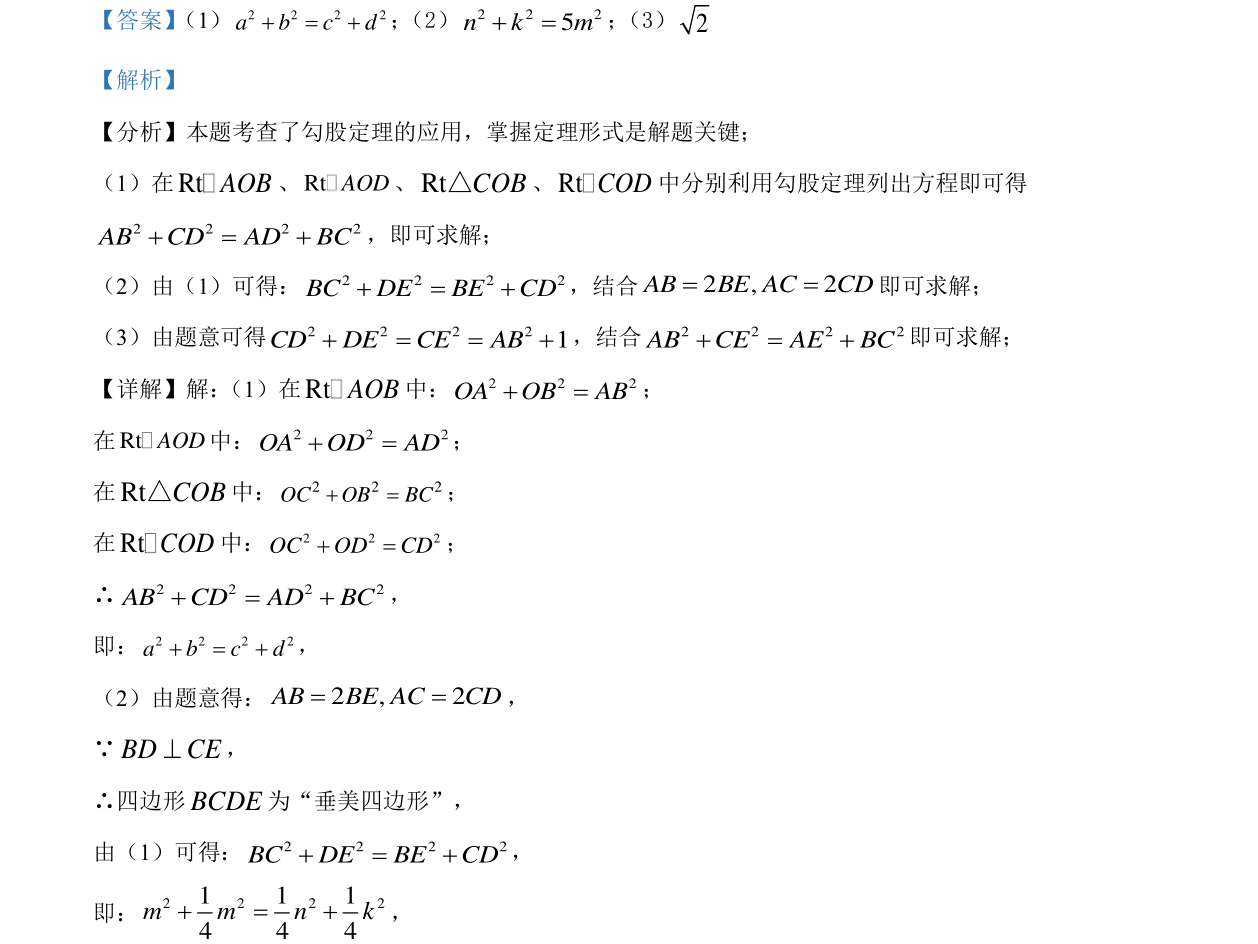 【答案】（1）a² + b² = c² + d²；（2）n² + k² = 5m²；（3）√2
【解析】
【分析】本题考查了勾股定理的应用，掌握定理形式是解题关键；
（1）在Rt□AOB、Rt□AOD、Rt△COB、Rt□COD中分别利用勾股定理列出方程即可得
AB² + CD² = AD² + BC²，即可求解；
（2）由（1）可得：BC² + DE² = BE² + CD²，结合AB = 2BE, AC = 2CD即可求解；
（3）由题意可得CD² + DE² = CE² = AB² + 1，结合AB² + CE² = AE² + BC²即可求解；
【详解】解：（1）在Rt□AOB中：OA² + OB² = AB²；
在Rt□AOD中：OA² + OD² = AD²；
在Rt△COB中：OC² + OB² = BC²；
在Rt□COD中：OC² + OD² = CD²；
∴AB² + CD² = AD² + BC²，
即：a² + b² = c² + d²，
（2）由题意得：AB = 2BE, AC = 2CD，
∵BD ⊥ CE，
∴四边形BCDE为“垂美四边形”，
由（1）可得：BC² + DE² = BE² + CD²，
即：m² + 1/4 m² = 1/4 n² + 1/4 k²，